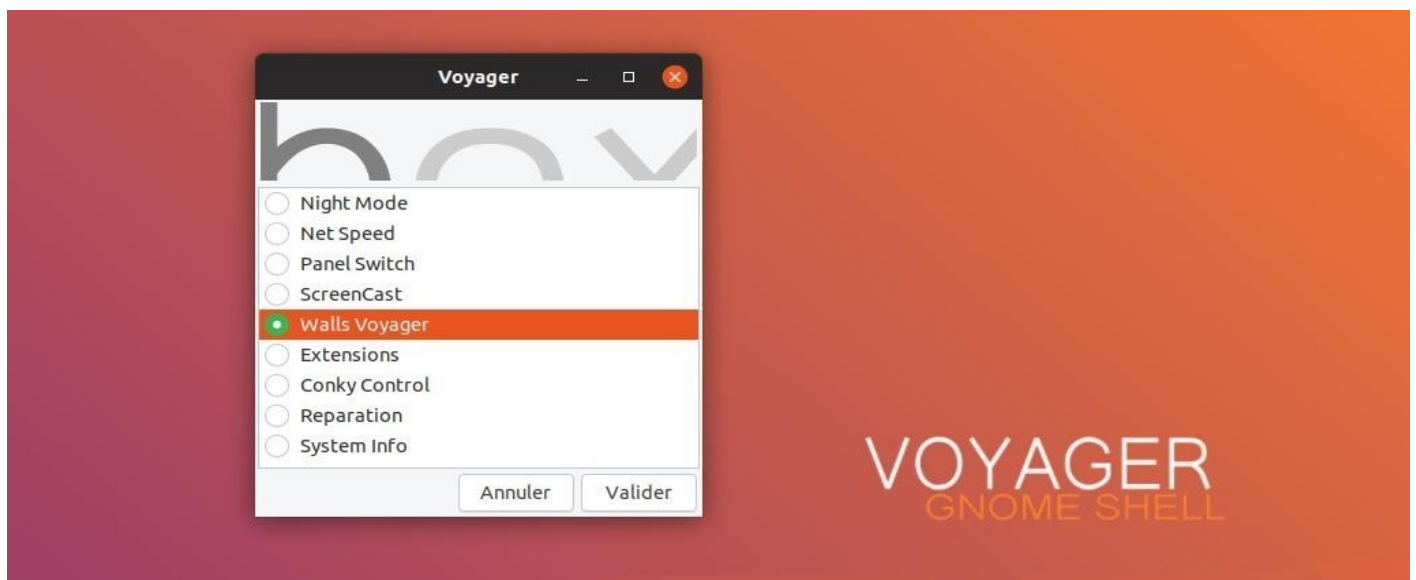 Voyager
box
Night Mode
Net Speed
Panel Switch
ScreenCast
Walls Voyager
Extensions
Conky Control
Reparation
System Info
Annuler
Valider
VOYAGER
GNOME SHELL